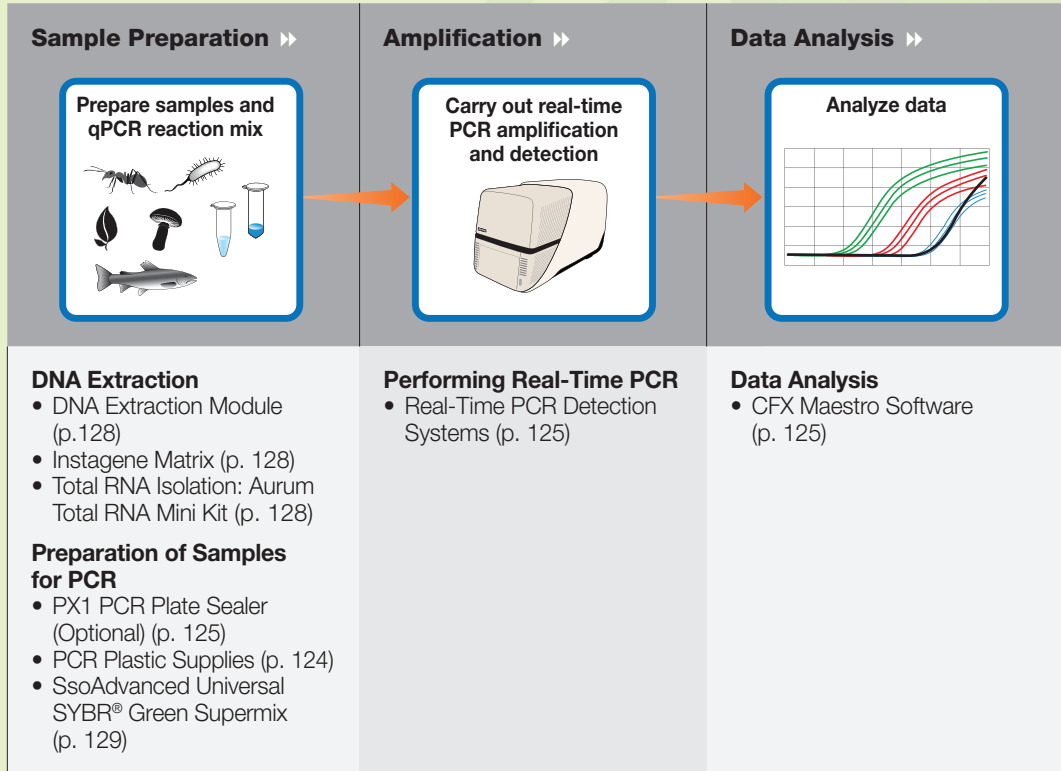 Sample Preparation
Prepare samples and
qPCR reaction mix
DNA Extraction
• DNA Extraction Module
(p.128)
• Instagene Matrix (p. 128)
• Total RNA Isolation: Aurum
Total RNA Mini Kit (p. 128)
Preparation of Samples
for PCR
• PX1 PCR Plate Sealer
(Optional) (p. 125)
• PCR Plastic Supplies (p. 124)
• SsoAdvanced Universal
SYBR® Green Supermix
(p. 129)
Amplification
Carry out real-time
PCR amplification
and detection
Performing Real-Time PCR
• Real-Time PCR Detection
Systems (p. 125)
Data Analysis
Analyze data
Data Analysis
• CFX Maestro Software
(p. 125)